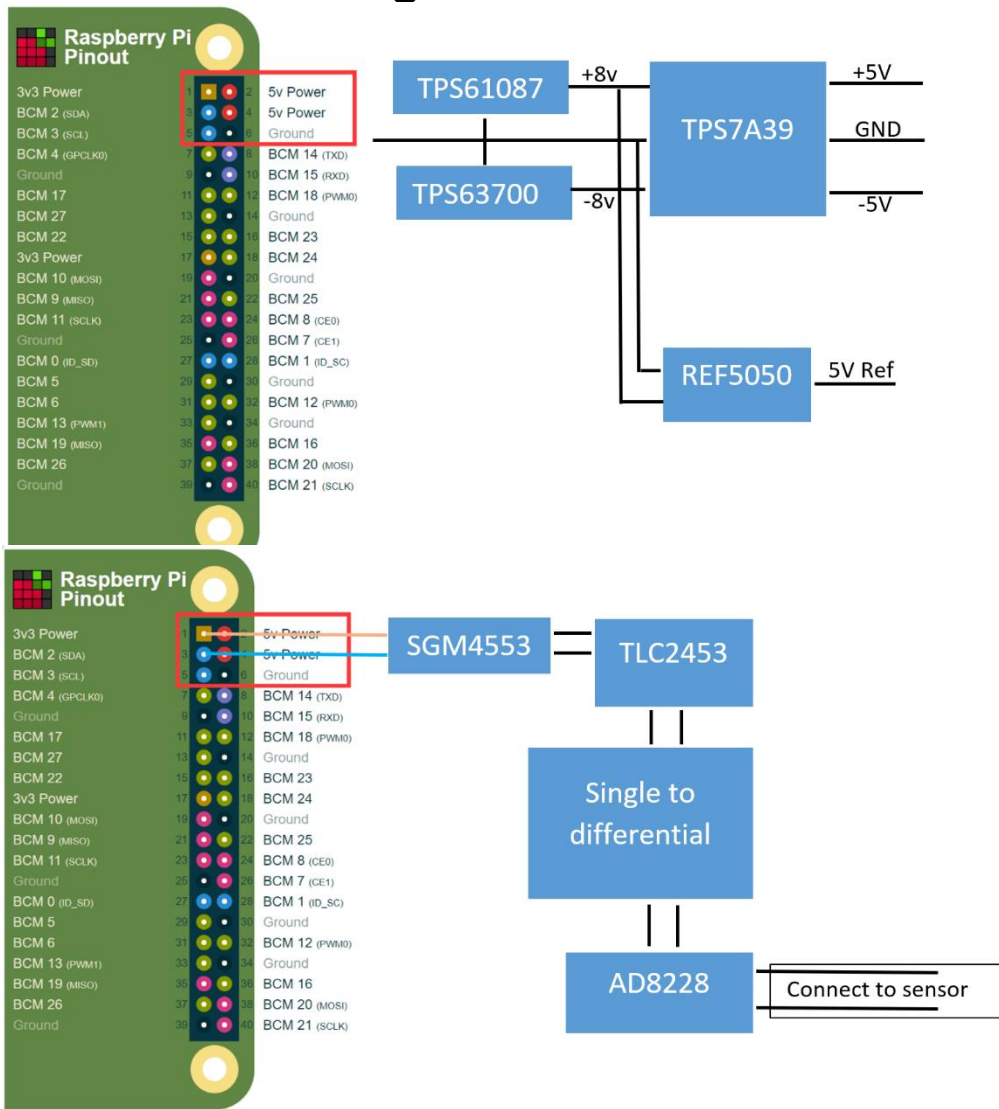 Raspberry Pi
Pinout
3v3 Power 1 2 5v Power
BCM 2 (SDA) 3 4 5v Power
BCM 3 (SCL) 5 6 Ground
BCM 4 (GPCLK0) 7 8 BCM 14 (TXD)
Ground 9 10 BCM 15 (RXD)
BCM 17 11 12 BCM 18 (PWM0)
BCM 27 13 14 Ground
BCM 22 15 16 BCM 23
3v3 Power 17 18 BCM 24
BCM 10 (MOSI) 19 20 Ground
BCM 9 (MISO) 21 22 BCM 25
BCM 11 (SCLK) 23 24 BCM 8 (CE0)
Ground 25 26 BCM 7 (CE1)
BCM 0 (ID_SD) 27 28 BCM 1 (ID_SC)
BCM 5 29 30 Ground
BCM 6 31 32 BCM 12 (PWM0)
BCM 13 (PWM1) 33 34 Ground
BCM 19 (MISO) 35 36 BCM 16
BCM 26 37 38 BCM 20 (MOSI)
Ground 39 40 BCM 21 (SCLK)
TPS61087
+8v
TPS63700
-8v
TPS7A39
+5V
GND
-5V
REF5050
5V Ref
Raspberry Pi
Pinout
3v3 Power 1 5v Power
BCM 2 (SDA) 3 4 5v Power
BCM 3 (SCL) 5 6 Ground
BCM 4 (GPCLK0) 7 8 BCM 14 (TXD)
Ground 9 10 BCM 15 (RXD)
BCM 17 11 12 BCM 18 (PWM0)
BCM 27 13 14 Ground
BCM 22 15 16 BCM 23
3v3 Power 17 18 BCM 24
BCM 10 (MOSI) 19 20 Ground
BCM 9 (MISO) 21 22 BCM 25
BCM 11 (SCLK) 23 24 BCM 8 (CE0)
Ground 25 26 BCM 7 (CE1)
BCM 0 (ID_SD) 27 28 BCM 1 (ID_SC)
BCM 5 29 30 Ground
BCM 6 31 32 BCM 12 (PWM0)
BCM 13 (PWM1) 33 34 Ground
BCM 19 (MISO) 35 36 BCM 16
BCM 26 37 38 BCM 20 (MOSI)
Ground 39 40 BCM 21 (SCLK)
SGM4553
TLC2453
Single to
differential
AD8228
Connect to sensor